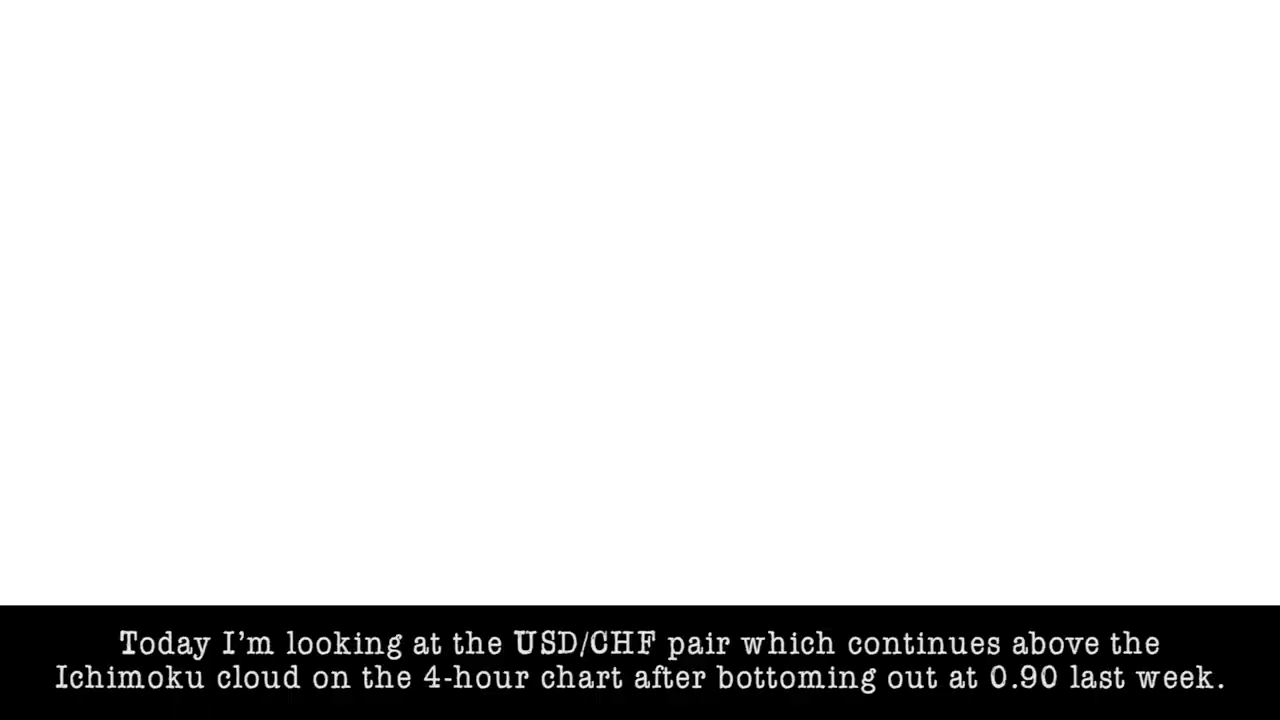 Today I'm looking at the USD/CHF pair which continues above the
Ichimoku cloud on the 4-hour chart after bottoming out at 0.90 last week.